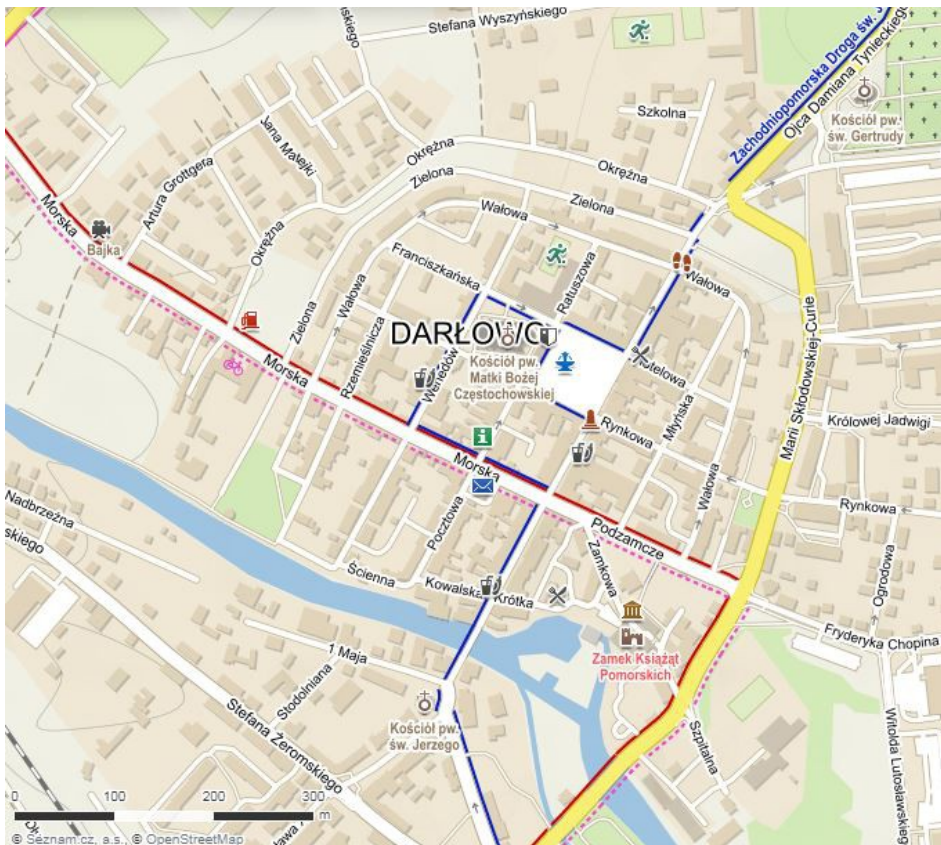 Stefana Wyszyńskiego
Zachodniopomorska Droga św. J
Ojca Damiana Tynieckiego
Szkolna
Kościół pw.
św. Gertrudy
Jana Matejki
Okrężna
Okrężna
Artura Grottgera
Zielona
Zielona
Morska
Bajka
Wałowa
Okrężna
Franciszkańska
Ratuszowa
Wałowa
Wałowa
Zielona
Rzemieślnicza
DARŁOWO
Kościół pw.
Matki Bożej
Częstochowskiej
Wenedów
Morska
Młyńska
Rynkowa
Marii Skłodowskiej-Curie
Królowej Jadwigi
Morska
Wałowa
Rynkowa
Nadbrzeżna
Pocztowa
Podzamcze
Ścienna
Kowalska
Krótka
Zamkowa
Ogrodowa
Zamek Książąt
Pomorskich
Fryderyka Chopina
1 Maja
Stodolniana
Stefana Żeromskiego
Kościół pw.
św. Jerzego
Szpitalna
Witolda Lutosławskiego
0 100 200 300
m
© Seznam.cz, a.s., © OpenStreetMap